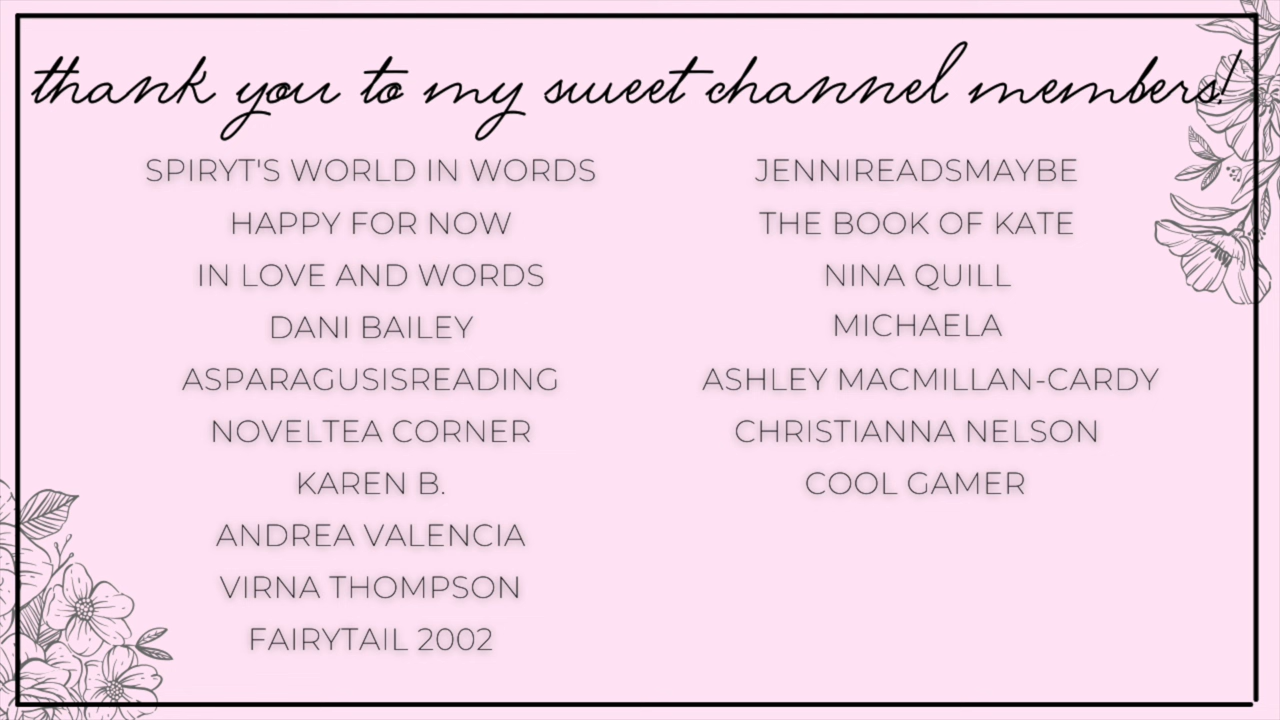 thank you to my sweet channel members!
SPIRYT'S WORLD IN WORDS
HAPPY FOR NOW
IN LOVE AND WORDS
DANI BAILEY
ASPARAGUSISREADING
NOVELTEA CORNER
KAREN B.
ANDREA VALENCIA
VIRNA THOMPSON
FAIRYTAIL 2002
JENNIREADSMAYBE
THE BOOK OF KATE
NINA QUILL
MICHAELA
ASHLEY MACMILLAN-CARDY
CHRISTIANNA NELSON
COOL GAMER